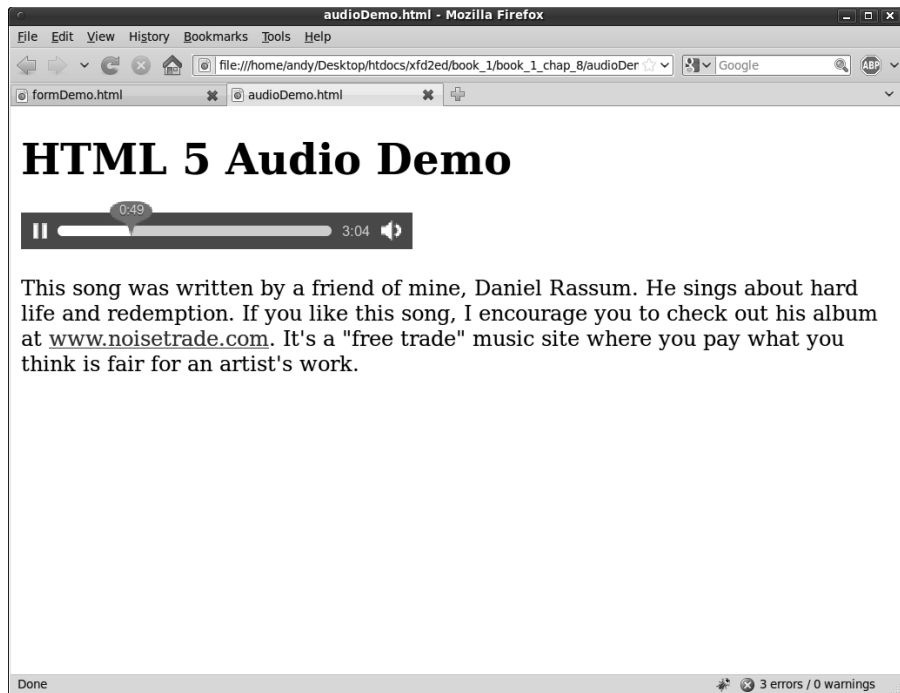 audioDemo.html - Mozilla Firefox
File Edit View History Bookmarks Tools Help
file:///home/andy/Desktop/htdocs/xfd2ed/book_1/book_1_chap_8/audioDer
Google
ABP
formDemo.html
audioDemo.html
HTML 5 Audio Demo
0:49
3:04
This song was written by a friend of mine, Daniel Rassum. He sings about hard
life and redemption. If you like this song, I encourage you to check out his album
at www.noisetrade.com. It's a "free trade" music site where you pay what you
think is fair for an artist's work.
Done
3 errors / 0 warnings